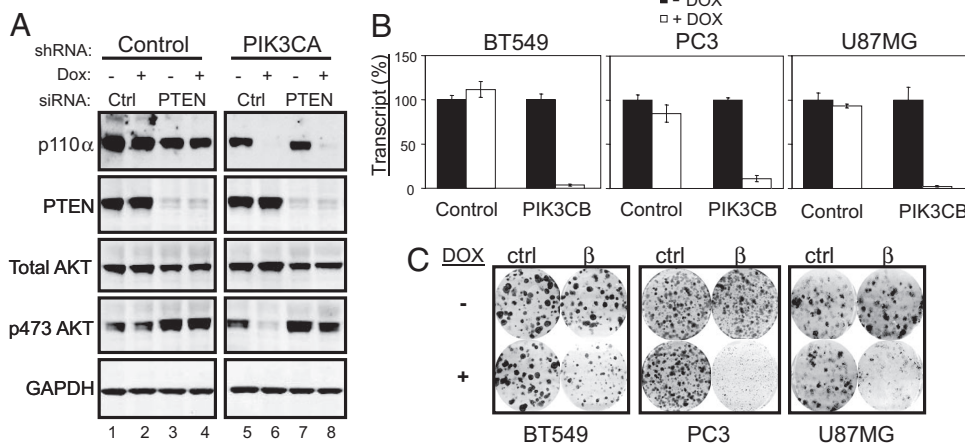 A
shRNA: Control PIK3CA
Dox: - + - + - + - +
siRNA: Ctrl PTEN Ctrl PTEN
p110α
PTEN
Total AKT
p473 AKT
GAPDH
1 2 3 4 5 6 7 8
B
- DOX
+ DOX
BT549 PC3 U87MG
Transcript (%)
150
100
50
0
Control PIK3CB Control PIK3CB Control PIK3CB
C
DOX ctrl β ctrl β ctrl β
-
+
BT549 PC3 U87MG